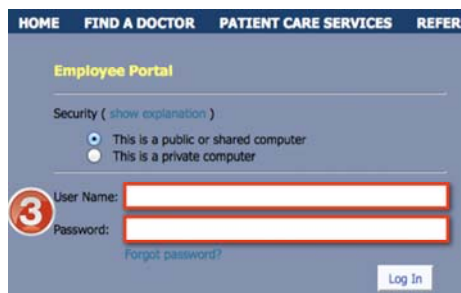 HOME FIND A DOCTOR PATIENT CARE SERVICES REFER
Employee Portal
Security ( show explanation )
This is a public or shared computer
This is a private computer
3
User Name:
Password:
Forgot password?
Log In